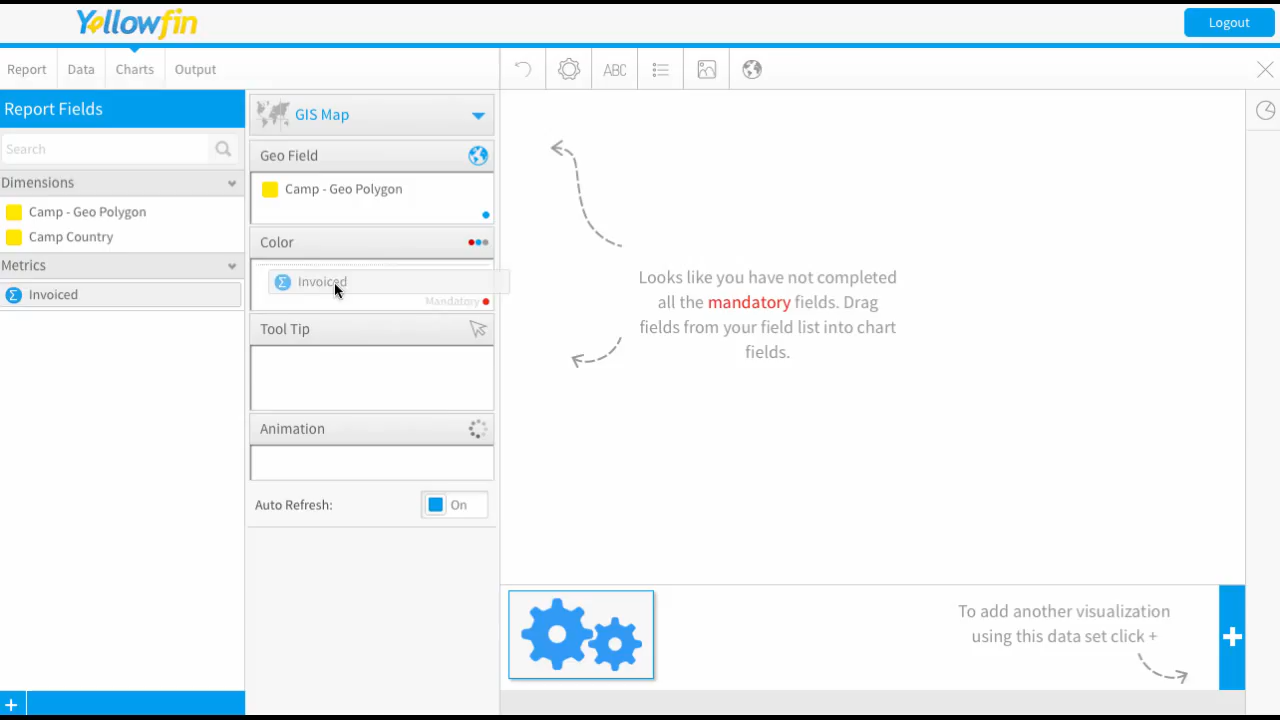 Yellowfin
Logout
Report
Data
Charts
Output
ABC
Report Fields
Search
Dimensions
Camp - Geo Polygon
Camp Country
Metrics
Invoiced
GIS Map
Geo Field
Camp - Geo Polygon
Color
Invoiced
Mandatory
Tool Tip
Animation
Auto Refresh:
On
Looks like you have not completed
all the mandatory fields. Drag
fields from your field list into chart
fields.
To add another visualization
using this data set click +